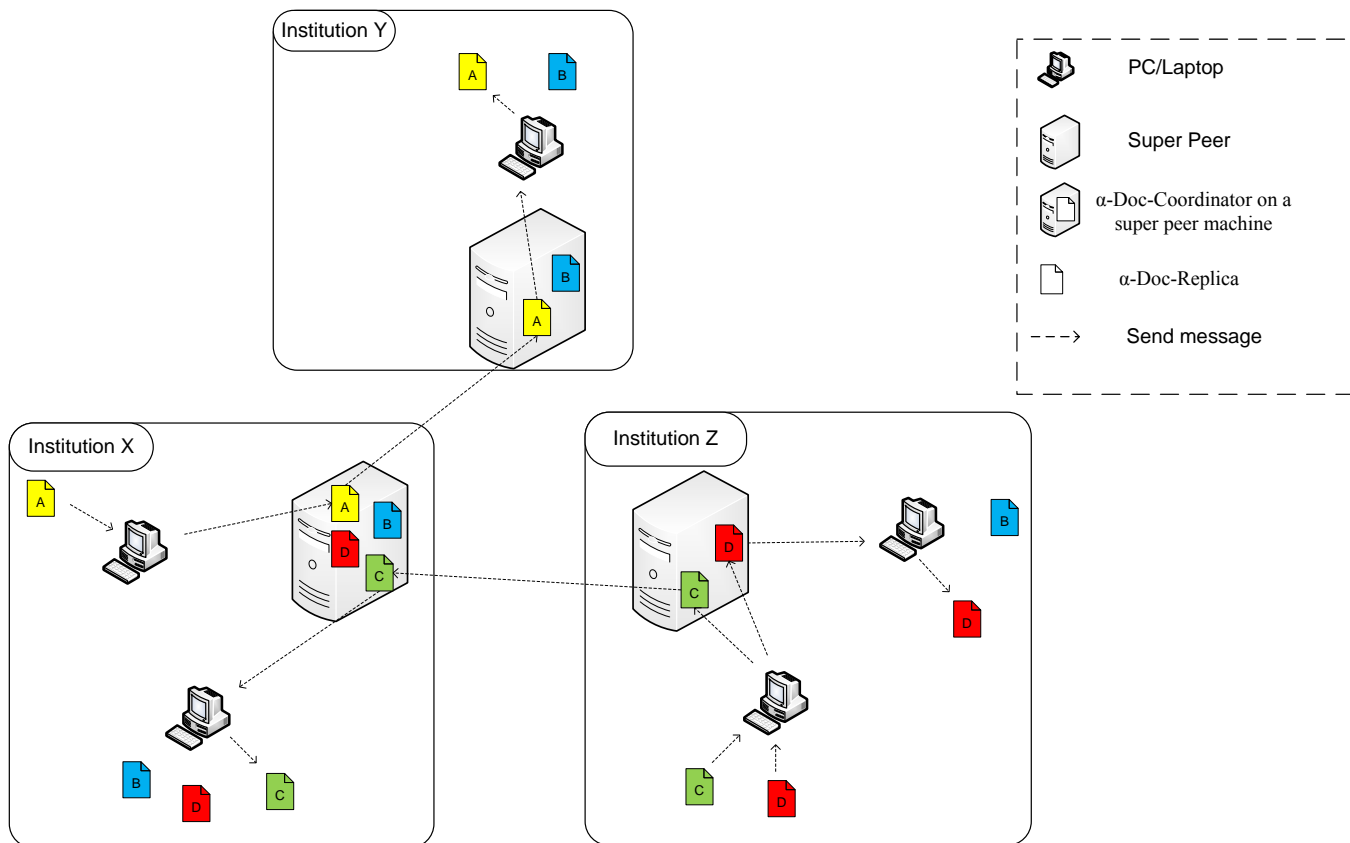 Institution Y
A
B
B
A
PC/Laptop
Super Peer
α-Doc-Coordinator on a
super peer machine
α-Doc-Replica
Send message
Institution X
A
A
B
D
C
B
D
C
Institution Z
D
C
B
D
C
D